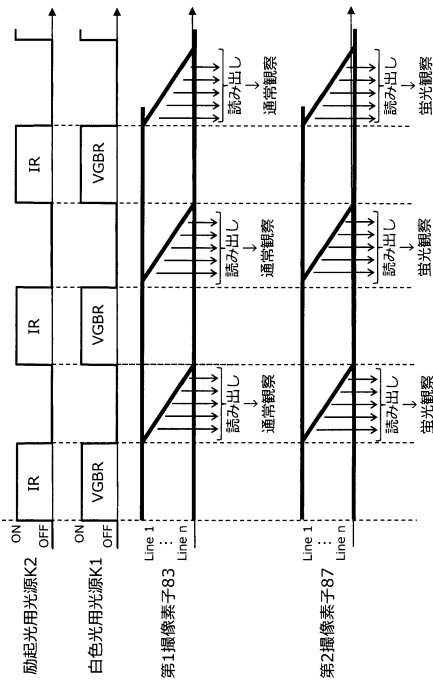 励起光用光源K2
ON
OFF
IR
IR
IR
白色光用光源K1
ON
OFF
VGBR
VGBR
VGBR
第1撮像素子83
Line 1
⋮
Line n
読み出し
→
通常観察
読み出し
→
通常観察
読み出し
→
通常観察
第2撮像素子87
Line 1
⋮
Line n
読み出し
→
蛍光観察
読み出し
→
蛍光観察
読み出し
→
蛍光観察